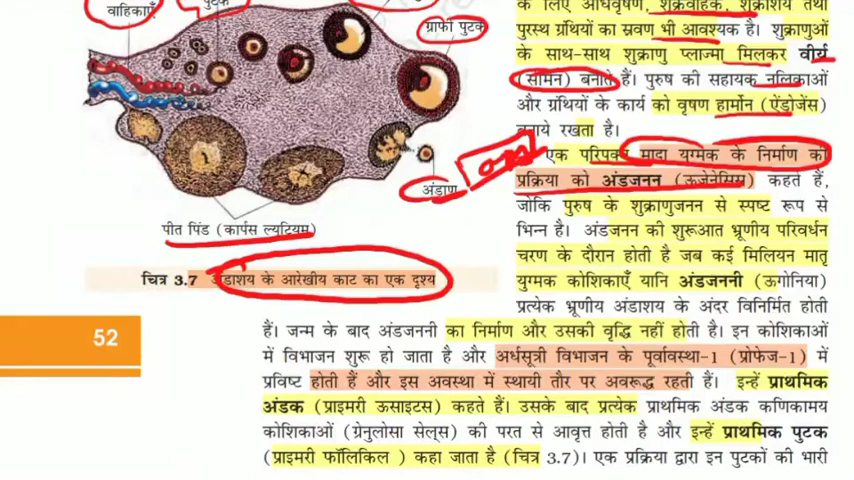 वाहिकाएँ
पुटक
ग्राफी पुटक
अंडाणु
पीत पिंड (कार्पस ल्यूटियम)
चित्र 3.7 अंडाशय के आरेखीय काट का एक दृश्य
52
के लिए अधिवृषण, शुक्रवाहक, शुक्राशय तथा
पुरस्थ ग्रंथियों का स्रवण भी आवश्यक है। शुक्राणुओं
के साथ-साथ शुक्राणु प्लाज्मा मिलकर वीर्य
(सीमेन) बनाते हैं। पुरुष की सहायक नलिकाओं
और ग्रंथियों के कार्य को वृषण हार्मोन (ऐंड्रोजेंस)
बनाये रखता है।
एक परिपक्व मादा युग्मक के निर्माण की
प्रक्रिया को अंडजनन (ऊजेनेसिस) कहते हैं,
जोकि पुरुष के शुक्राणुजनन से स्पष्ट रूप से
भिन्न है। अंडजनन की शुरूआत भ्रूणीय परिवर्धन
चरण के दौरान होती है जब कई मिलियन मातृ
युग्मक कोशिकाएँ यानि अंडजननी (ऊगोनिया)
प्रत्येक भ्रूणीय अंडाशय के अंदर विनिर्मित होती
हैं। जन्म के बाद अंडजननी का निर्माण और उसकी वृद्धि नहीं होती है। इन कोशिकाओं
में विभाजन शुरू हो जाता है और अर्धसूत्री विभाजन के पूर्वावस्था-1 (प्रोफेज-1) में
प्रविष्ट होती हैं और इस अवस्था में स्थायी तौर पर अवरूद्ध रहती हैं। इन्हें प्राथमिक
अंडक (प्राइमरी ऊसाइटस) कहते हैं। उसके बाद प्रत्येक प्राथमिक अंडक कणिकामय
कोशिकाओं (ग्रेनुलोसा सेल्स) की परत से आवृत्त होती है और इन्हें प्राथमिक पुटक
(प्राइमरी फॉलिकिल ) कहा जाता है (चित्र 3.7)। एक प्रक्रिया द्वारा इन पुटकों की भारी